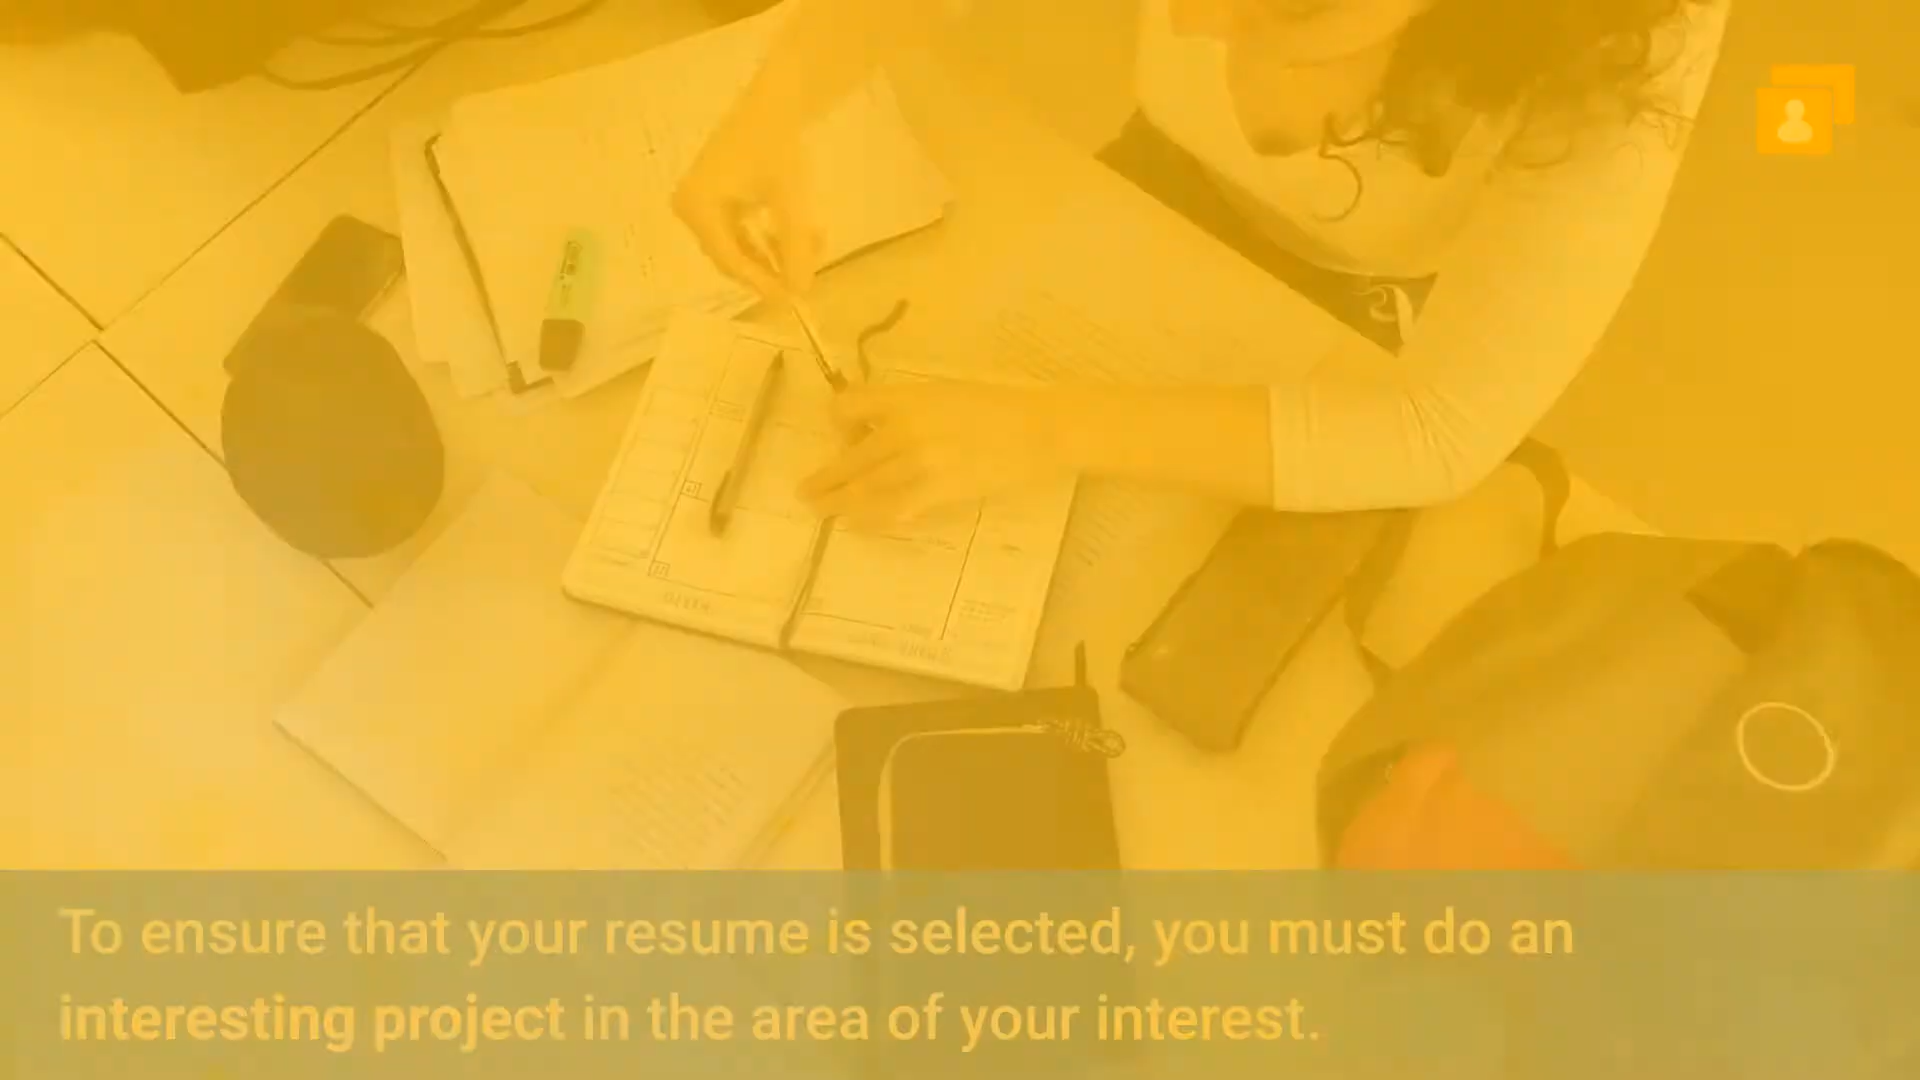 To ensure that your resume is selected, you must do an
interesting project in the area of your interest.